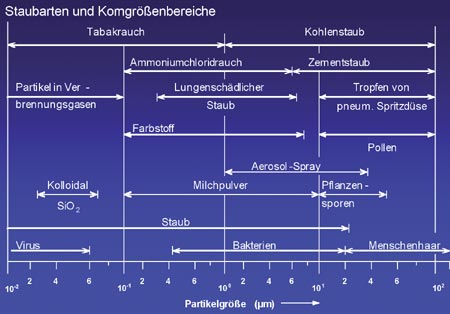 Staubarten und Korngrößenbereiche
Tabakrauch Kohlenstaub
Ammoniumchloridrauch Zementstaub
Partikel in Ver - Lungenschädlicher Tropfen von
brennungsgasen Staub pneum. Spritzdüse
Farbstoff Pollen
Aerosol -Spray
Kolloidal Milchpulver Pflanzen -
SiO2 sporen
Staub
Virus Bakterien Menschenhaar
10-2 2 4 6 10-1 2 4 6 100 2 4 6 101 2 4 6 102
Partikelgröße (µm)